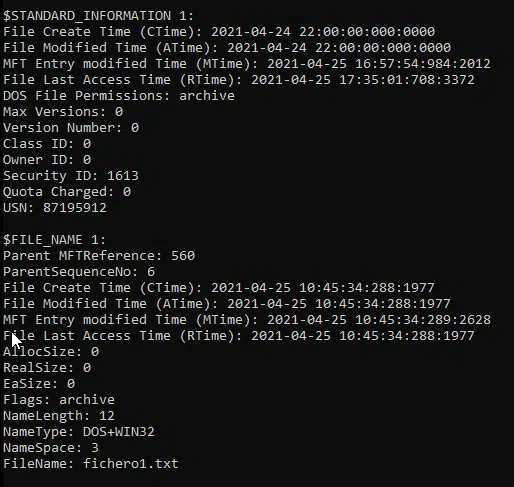 $STANDARD_INFORMATION 1:
File Create Time (CTime): 2021-04-24 22:00:00:000:0000
File Modified Time (ATime): 2021-04-24 22:00:00:000:0000
MFT Entry modified Time (MTime): 2021-04-25 16:57:54:984:2012
File Last Access Time (RTime): 2021-04-25 17:35:01:708:3372
DOS File Permissions: archive
Max Versions: 0
Version Number: 0
Class ID: 0
Owner ID: 0
Security ID: 1613
Quota Charged: 0
USN: 87195912
$FILE_NAME 1:
Parent MFTReference: 560
ParentSequenceNo: 6
File Create Time (CTime): 2021-04-25 10:45:34:288:1977
File Modified Time (ATime): 2021-04-25 10:45:34:288:1977
MFT Entry modified Time (MTime): 2021-04-25 10:45:34:289:2628
File Last Access Time (RTime): 2021-04-25 10:45:34:288:1977
AllocSize: 0
RealSize: 0
EaSize: 0
Flags: archive
NameLength: 12
NameType: DOS+WIN32
NameSpace: 3
FileName: fichero1.txt